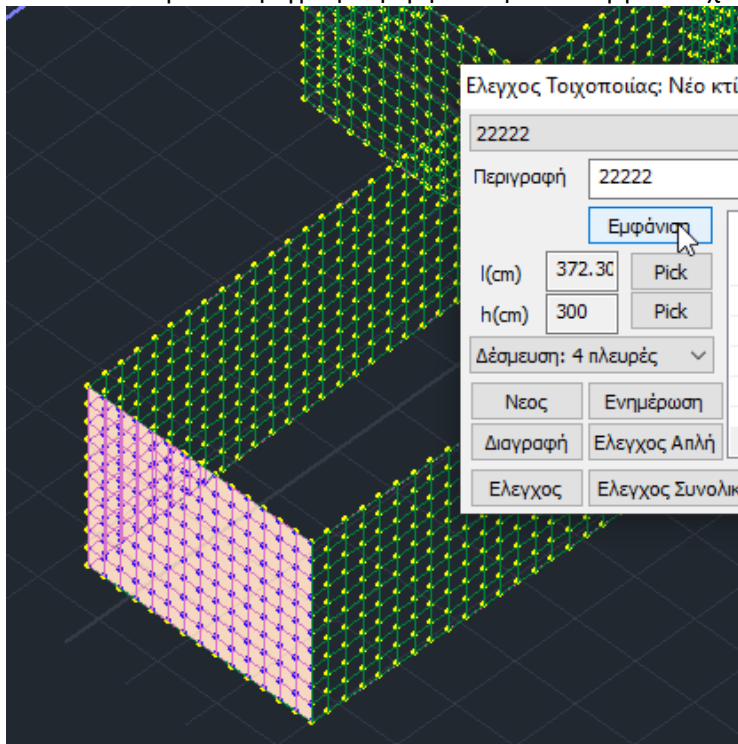 Ελεγχος Τοιχοποιίας: Νέο κτί
22222
Περιγραφή 22222
Εμφάνιση
l(cm) 372.30 Pick
h(cm) 300 Pick
Δέσμευση: 4 πλευρές
Νεος Ενημέρωση
Διαγραφή Ελεγχος Απλή
Ελεγχος Ελεγχος Συνολικ